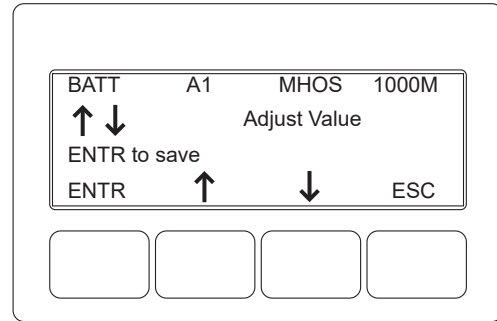 BATT A1 MHOS 1000M
↑ ↓ Adjust Value
ENTR to save
ENTR ↑ ↓ ESC